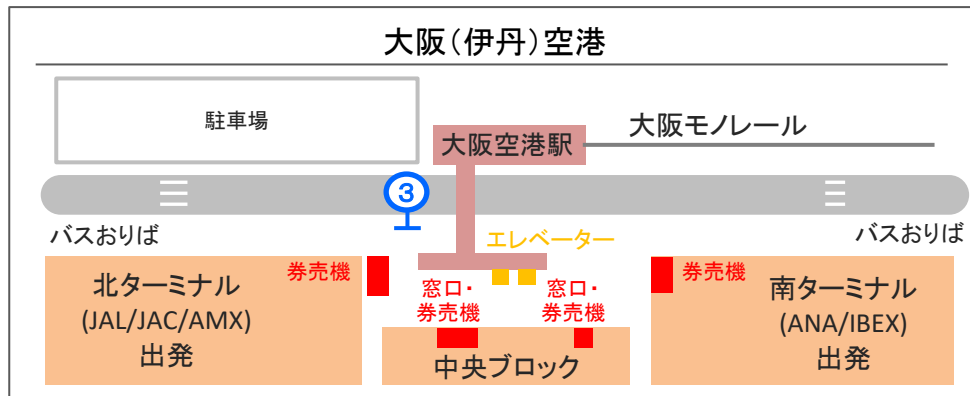 大阪(伊丹)空港
駐車場
大阪空港駅
大阪モノレール
③
バスおりば
バスおりば
エレベーター
北ターミナル
(JAL/JAC/AMX)
出発
券売機
窓口・
券売機
窓口・
券売機
券売機
南ターミナル
(ANA/IBEX)
出発
中央ブロック